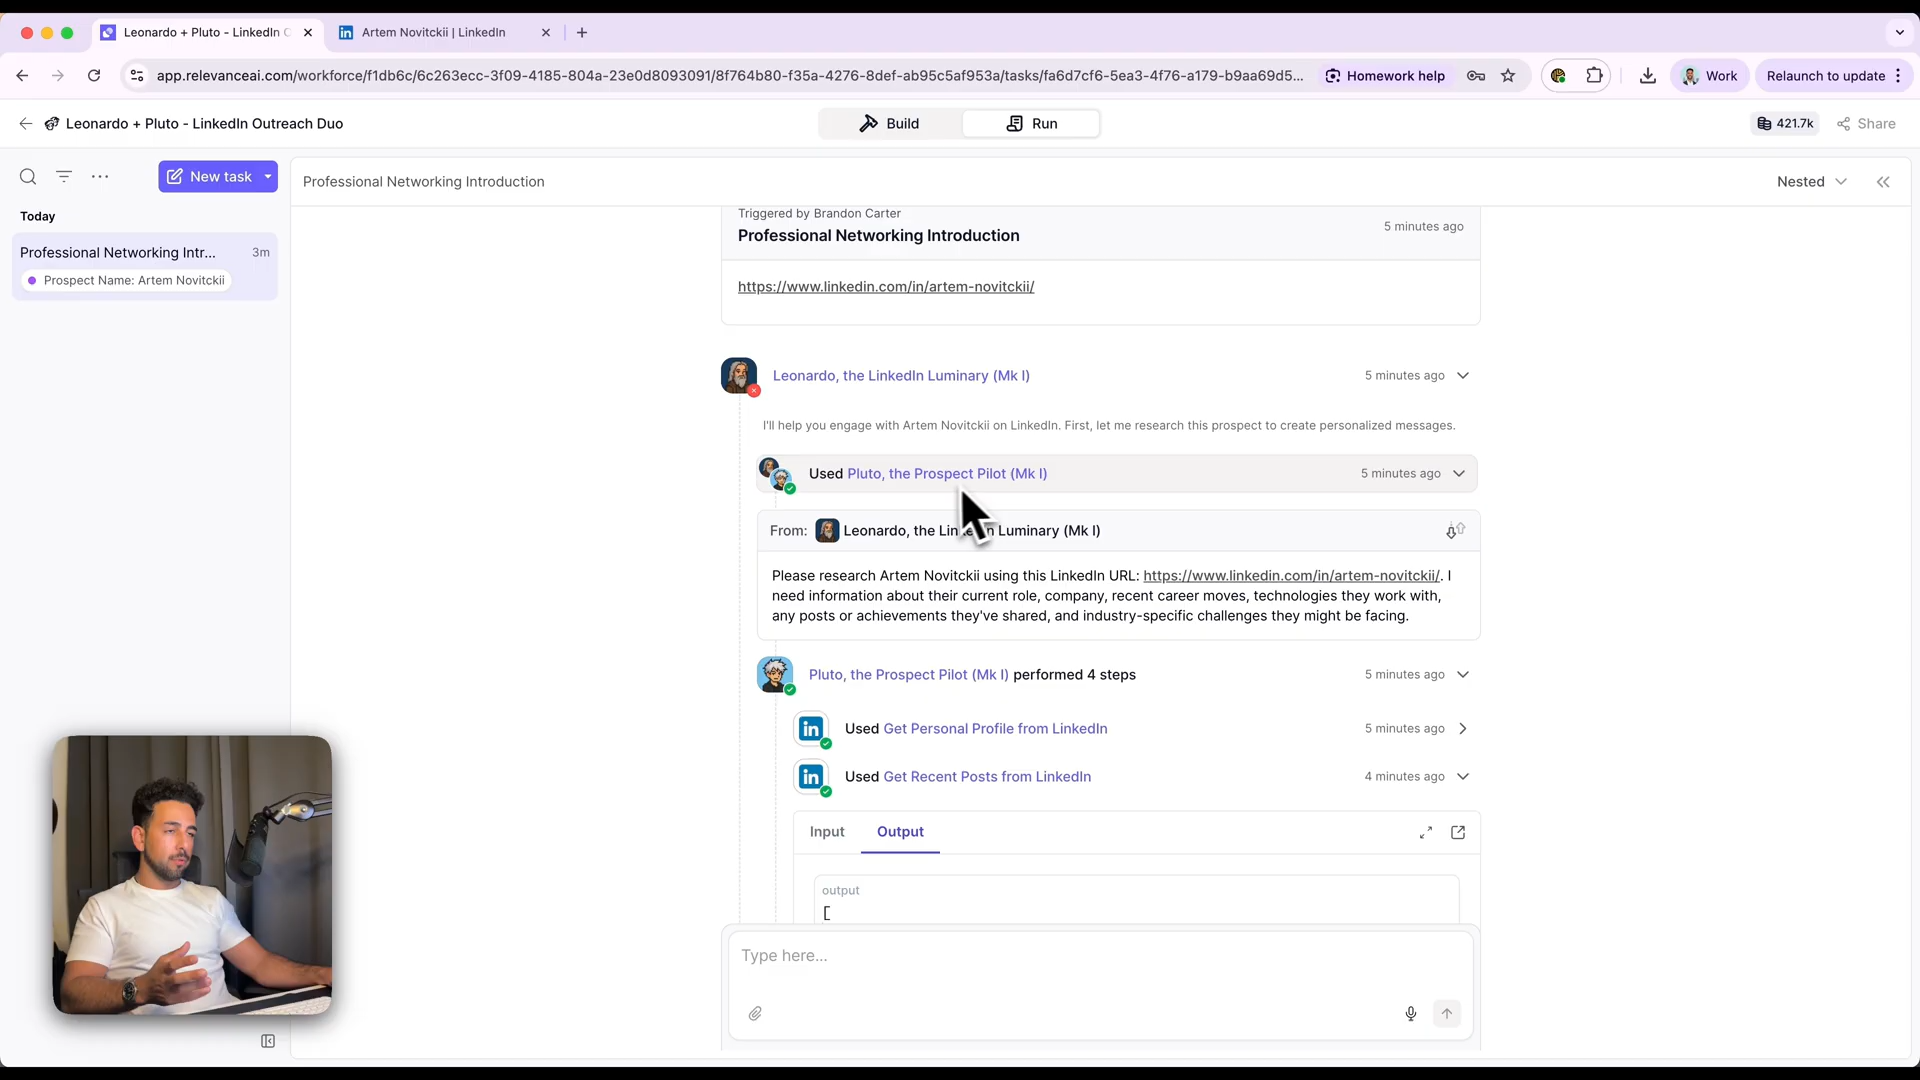 Leonardo + Pluto - LinkedIn
Artem Novitckii | LinkedIn
app.relevanceai.com/workforce/f1db6c/6c263ecc-3f09-4185-804a-23e0d8093091/8f764b80-f35a-4276-8def-ab95c5af953a/tasks/fa6d7cf6-5ea3-4f76-a179-b9aa69d5...
Homework help
Work
Relaunch to update
Leonardo + Pluto - LinkedIn Outreach Duo
Build
Run
421.7k
Share
New task
Professional Networking Introduction
Nested
Today
Professional Networking Intr...
3m
Prospect Name: Artem Novitckii
Triggered by Brandon Carter
Professional Networking Introduction
5 minutes ago
https://www.linkedin.com/in/artem-novitckii/
Leonardo, the LinkedIn Luminary (Mk I)
5 minutes ago
I'll help you engage with Artem Novitckii on LinkedIn. First, let me research this prospect to create personalized messages.
Used Pluto, the Prospect Pilot (Mk I)
5 minutes ago
From: Leonardo, the Lin n Luminary (Mk I)
Please research Artem Novitckii using this LinkedIn URL: https://www.linkedin.com/in/artem-novitckii/. I
need information about their current role, company, recent career moves, technologies they work with,
any posts or achievements they've shared, and industry-specific challenges they might be facing.
Pluto, the Prospect Pilot (Mk I) performed 4 steps
5 minutes ago
in
Used Get Personal Profile from LinkedIn
5 minutes ago
in
Used Get Recent Posts from LinkedIn
4 minutes ago
Input
Output
output
[
Type here...